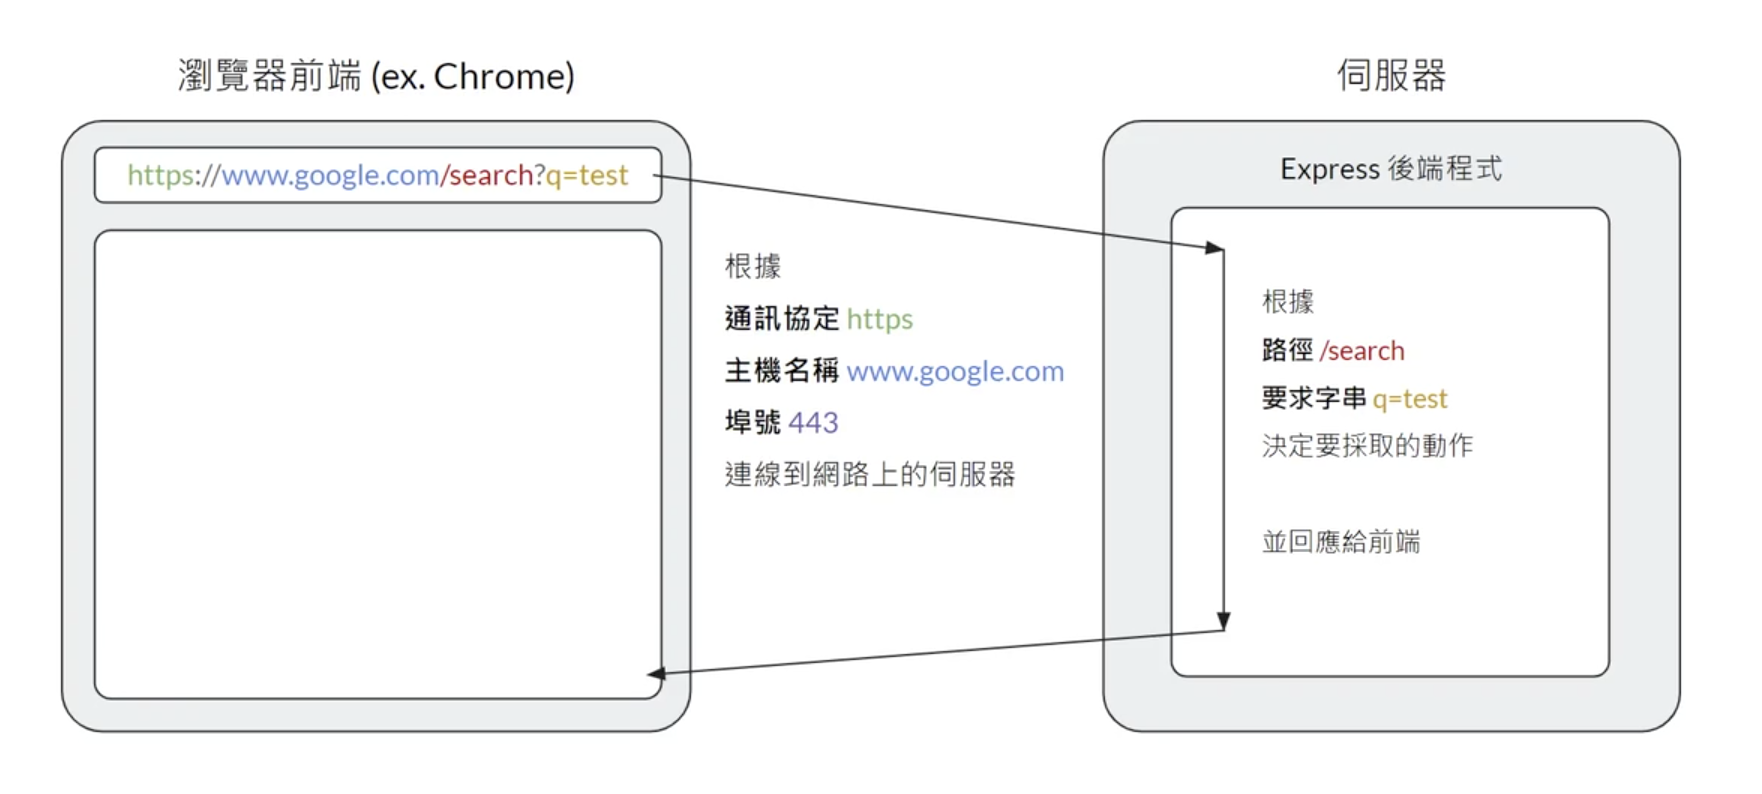 瀏覽器前端 (ex. Chrome)
https://www.google.com/search?q=test
根據
通訊協定 https
主機名稱 www.google.com
埠號 443
連線到網路上的伺服器
伺服器
Express 後端程式
根據
路徑 /search
要求字串 q=test
決定要採取的動作
並回應給前端